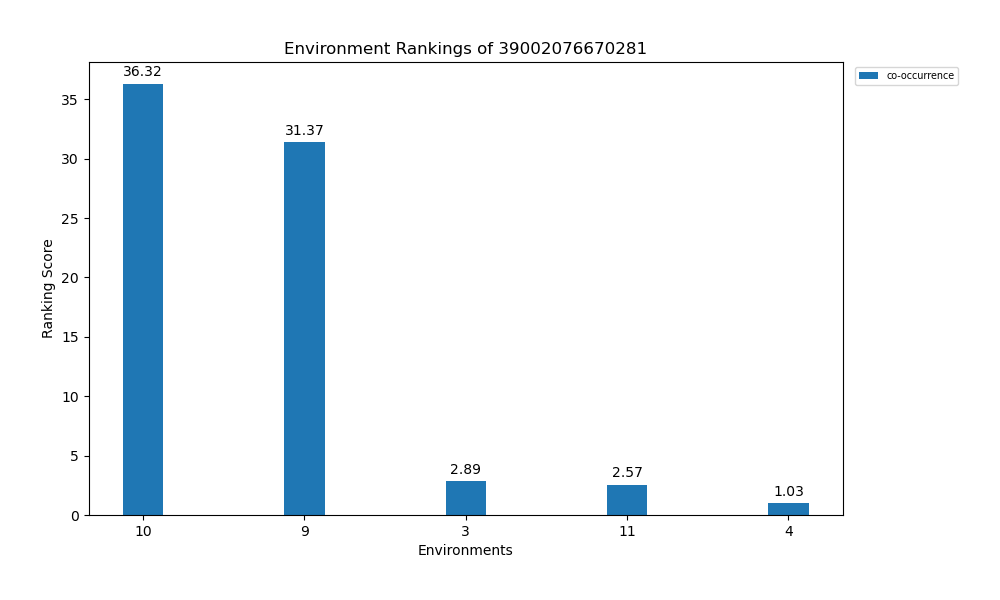 Environment Rankings of 39002076670281
co-occurrence
36.32
31.37
2.89
2.57
1.03
35
30
25
20
15
10
5
0
Ranking Score
10 9 3 11 4
Environments